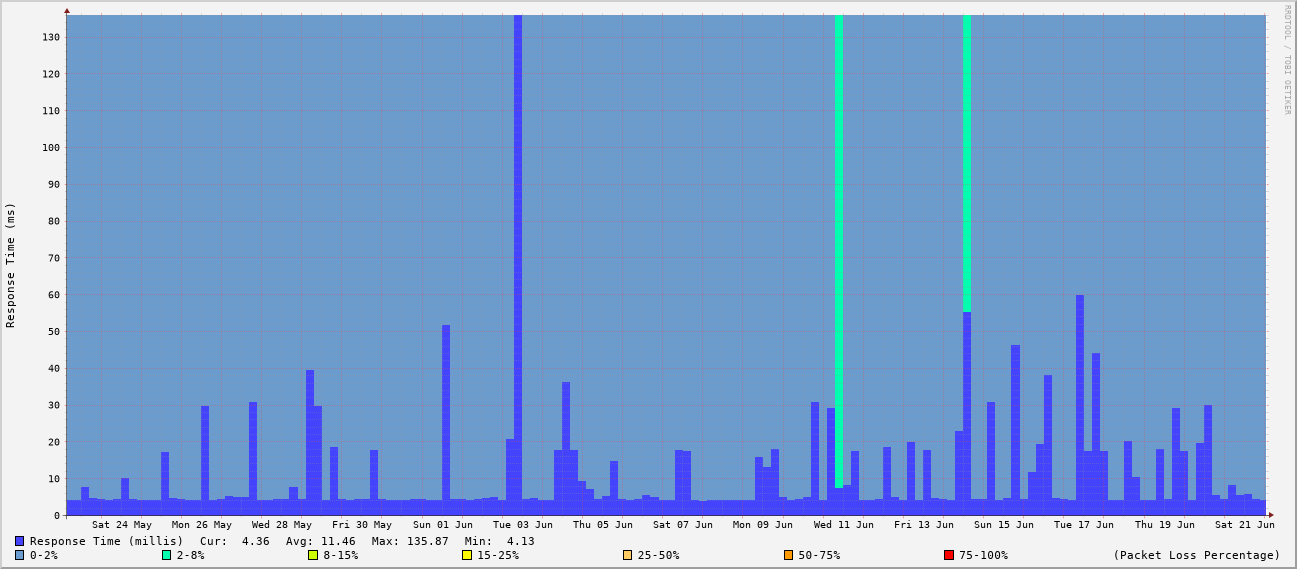 RRDTOOL / TOBI OETIKER
Response Time (ms)
130
120
110
100
90
80
70
60
50
40
30
20
10
0
Sat 24 May Mon 26 May Wed 28 May Fri 30 May Sun 01 Jun Tue 03 Jun Thu 05 Jun Sat 07 Jun Mon 09 Jun Wed 11 Jun Fri 13 Jun Sun 15 Jun Tue 17 Jun Thu 19 Jun Sat 21 Jun
Response Time (millis) Cur: 4.36 Avg: 11.46 Max: 135.87 Min: 4.13
0-2% 2-8% 8-15% 15-25% 25-50% 50-75% 75-100% (Packet Loss Percentage)